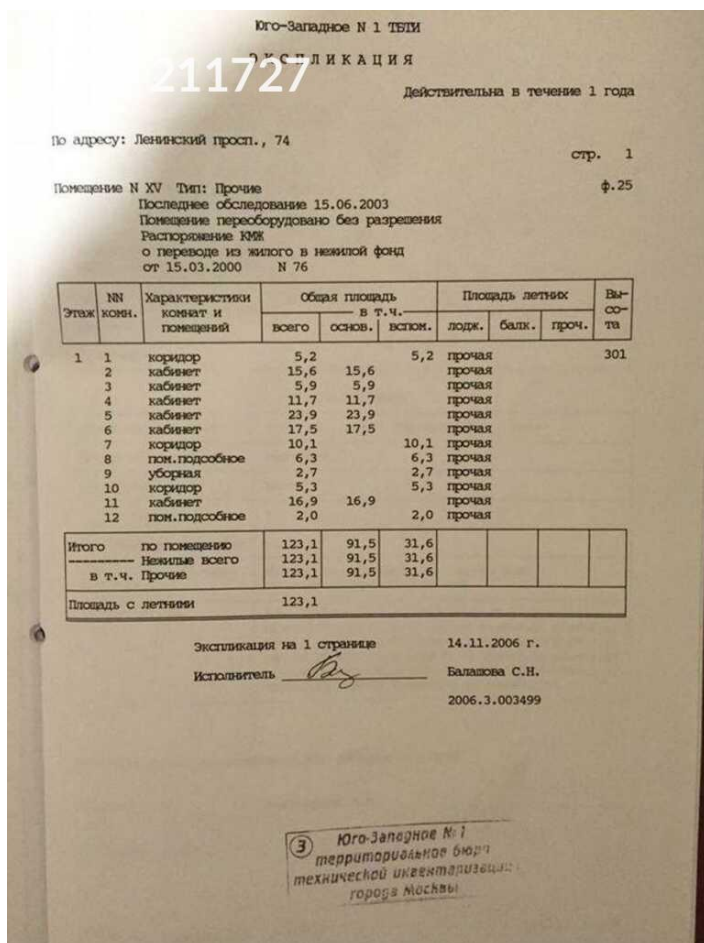 Юго-Западное N 1 ТБТИ
ЭКСПЛИКАЦИЯ
211727
Действительна в течение 1 года
По адресу: Ленинский просп., 74
стр. 1
Помещение N XV Тип: Прочие ф.25
Последнее обследование 15.06.2003
Помещение переоборудовано без разрешения
Распоряжение КМЖ
о переводе из жилого в нежилой фонд
от 15.03.2000 N 76
Этаж NN комн. Характеристики комнат и помещений Общая площадь всего в т.ч. основ. вспом. Площадь летних лодж. балк. проч. Вы-со-та
1 1 коридор 5,2 5,2 прочая 301
2 кабинет 15,6 15,6 прочая
3 кабинет 5,9 5,9 прочая
4 кабинет 11,7 11,7 прочая
5 кабинет 23,9 23,9 прочая
6 кабинет 17,5 17,5 прочая
7 коридор 10,1 10,1 прочая
8 пом.подсобное 6,3 6,3 прочая
9 уборная 2,7 2,7 прочая
10 коридор 5,3 5,3 прочая
11 кабинет 16,9 16,9 прочая
12 пом.подсобное 2,0 2,0 прочая
Итого по помещению 123,1 91,5 31,6
---------- Нежилые всего 123,1 91,5 31,6
в т.ч. Прочие 123,1 91,5 31,6
Площадь с летними 123,1
Экспликация на 1 странице 14.11.2006 г.
Исполнитель Балашова С.Н.
2006.3.003499
3 Юго-Западное № 1
территориальное бюро
технической инвентаризации
города Москвы